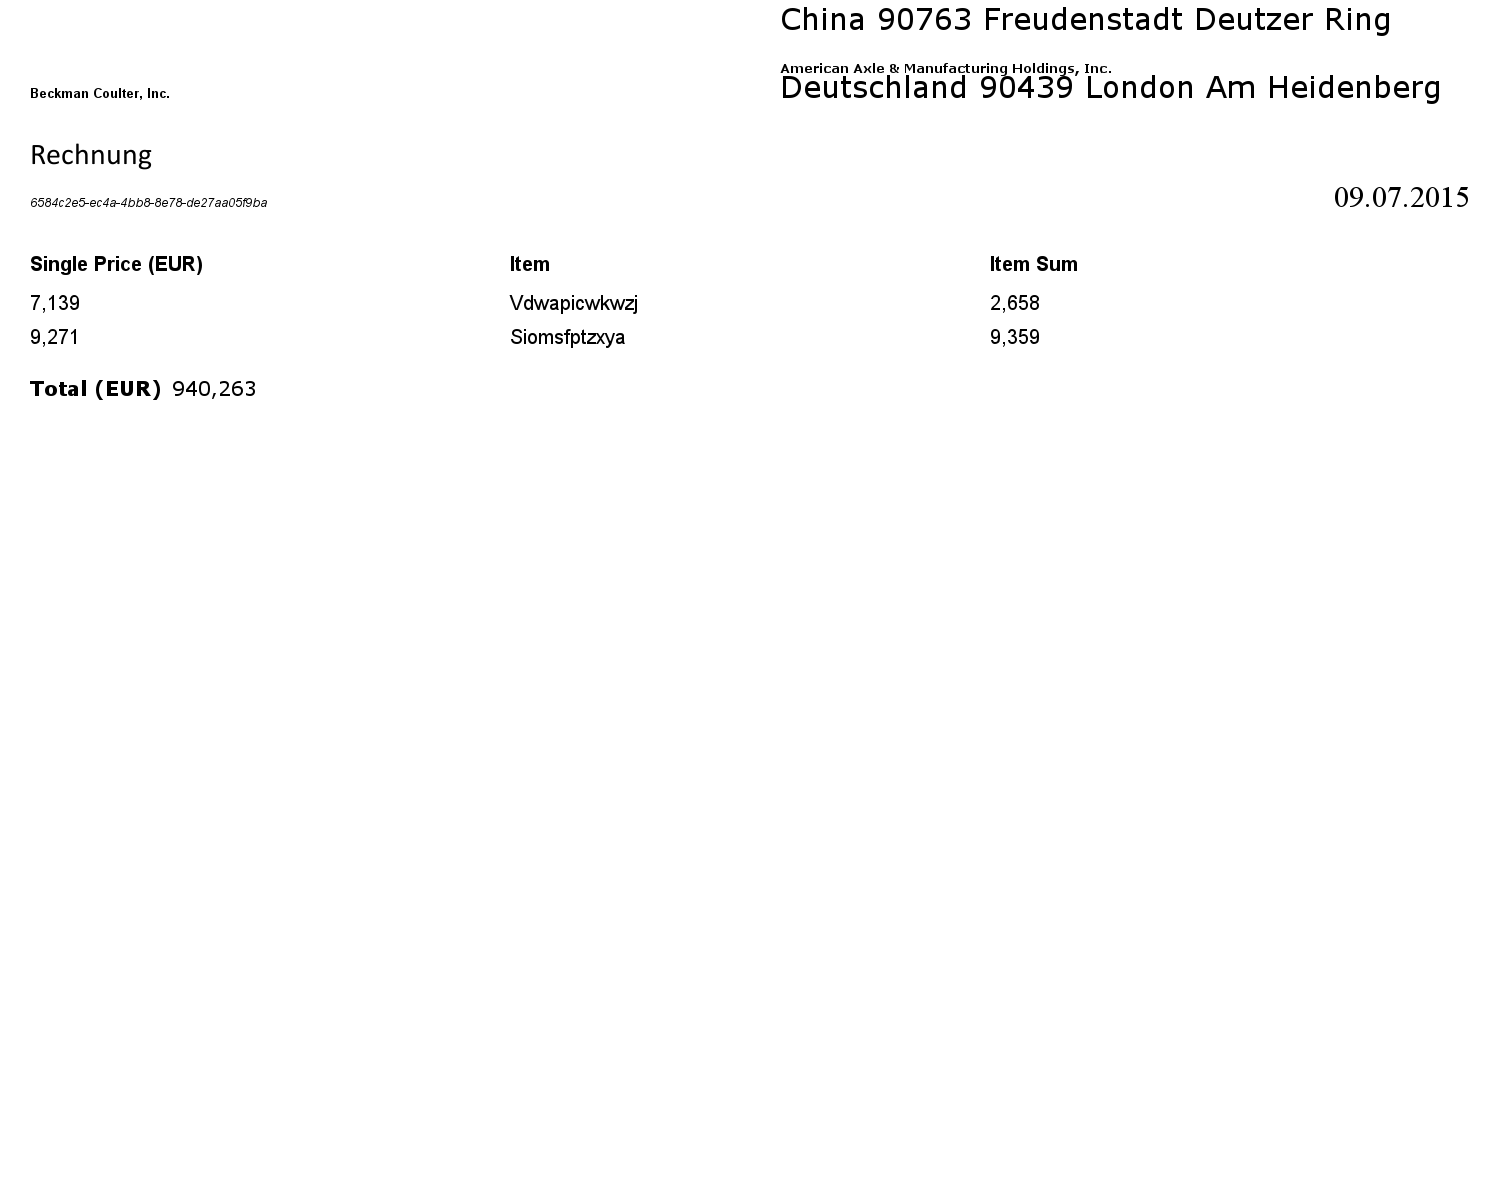 China 90763 Freudenstadt Deutzer Ring
American Axle & Manufacturing Holdings, Inc.
Deutschland 90439 London Am Heidenberg
Beckman Coulter, Inc.
Rechnung
6584c2e5-ec4a-4bb8-8e78-de27aa05f9ba
09.07.2015
Single Price (EUR) Item Item Sum
7,139 Vdwapicwkwzj 2,658
9,271 Siomsfptzxya 9,359
Total (EUR) 940,263